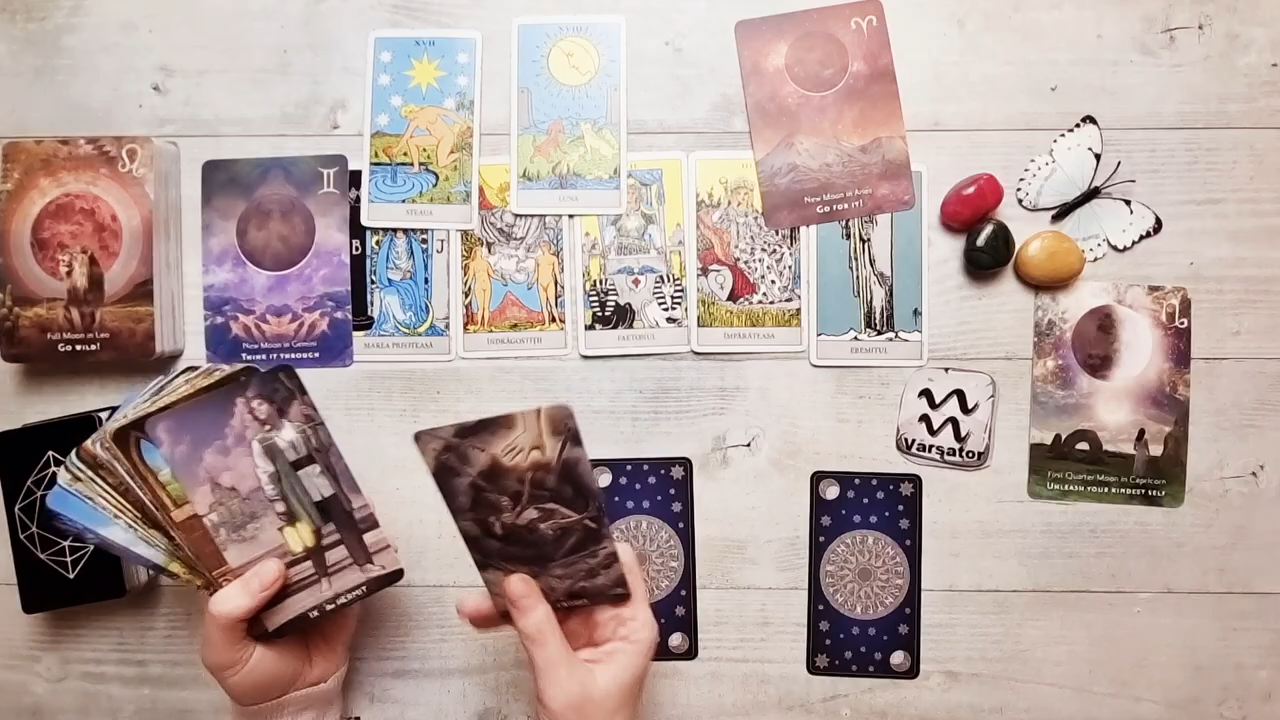 XVII
STEAUA
XVIII
LUNA
New Moon in Aries
GO FOR IT!
Full Moon in Leo
GO WILD!
New Moon in Gemini
THINK IT THROUGH
B
J
MAREA PREOTEASĂ
ÎNDRĂGOSTIȚII
FAETONUL
ÎMPĂRĂTEASA
EREMITUL
Vărsător
First Quarter Moon in Capricorn
UNLEASH YOUR KINDEST SELF
IX the HERMIT